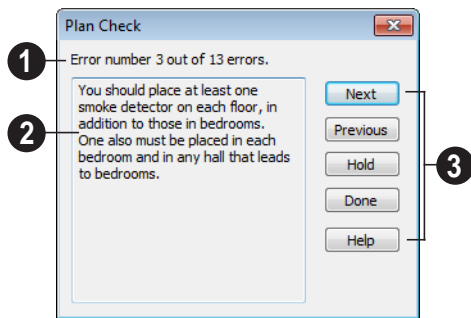 Plan Check
1
Error number 3 out of 13 errors.
2
You should place at least one
smoke detector on each floor, in
addition to those in bedrooms.
One also must be placed in each
bedroom and in any hall that leads
to bedrooms.
Next
Previous
Hold
Done
Help
3